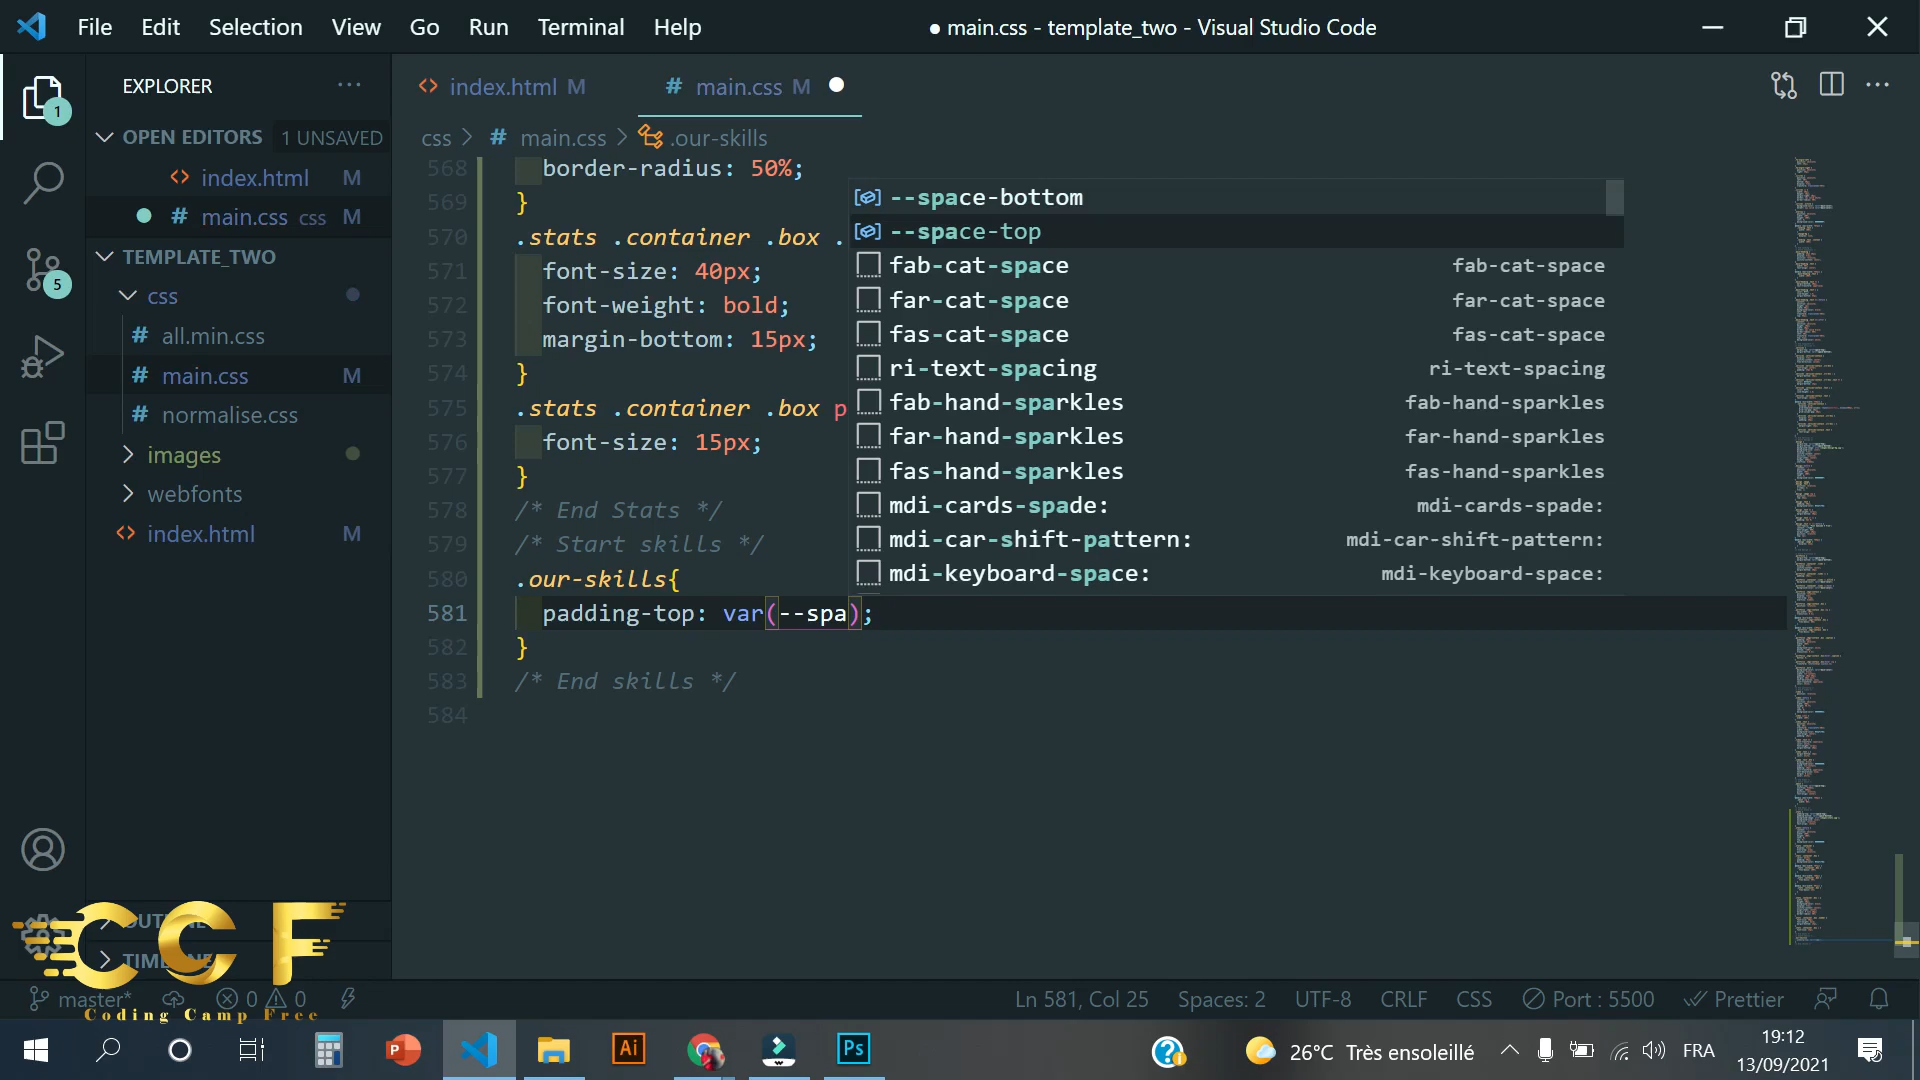 File Edit Selection View Go Run Terminal Help
● main.css - template_two - Visual Studio Code
EXPLORER
1
OPEN EDITORS 1 UNSAVED
index.html M
main.css css M
5
TEMPLATE_TWO
css
all.min.css
main.css M
normalise.css
images
webfonts
index.html M
OUTLINE
TIMELINE
CCF
Coding Camp Free
index.html M
main.css M
css > # main.css > .our-skills
568 border-radius: 50%;
569 }
570 .stats .container .box .
571 font-size: 40px;
572 font-weight: bold;
573 margin-bottom: 15px;
574 }
575 .stats .container .box p
576 font-size: 15px;
577 }
578 /* End Stats */
579 /* Start skills */
580 .our-skills{
581 padding-top: var(--spa);
582 }
583 /* End skills */
584
--space-bottom
--space-top
fab-cat-space fab-cat-space
far-cat-space far-cat-space
fas-cat-space fas-cat-space
ri-text-spacing ri-text-spacing
fab-hand-sparkles fab-hand-sparkles
far-hand-sparkles far-hand-sparkles
fas-hand-sparkles fas-hand-sparkles
mdi-cards-spade: mdi-cards-spade:
mdi-car-shift-pattern: mdi-car-shift-pattern:
mdi-keyboard-space: mdi-keyboard-space:
master* 0 0
Ln 581, Col 25 Spaces: 2 UTF-8 CRLF CSS Port : 5500 Prettier
P Ai Ps
26°C Très ensoleillé
FRA
19:12
13/09/2021